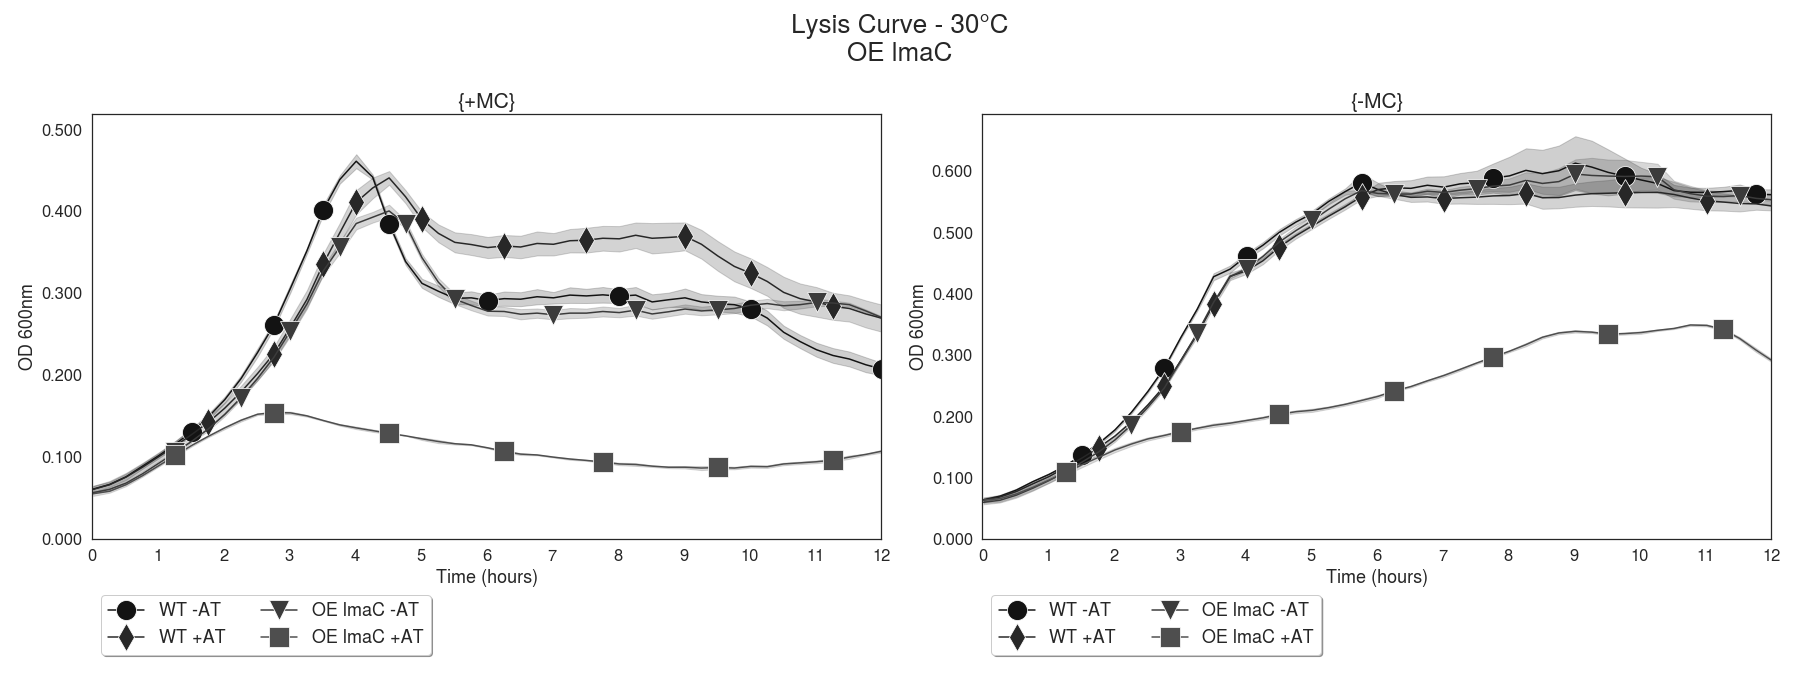 Lysis Curve - 30°C
OE lmaC
{+MC}
OD 600nm
0.500
0.400
0.300
0.200
0.100
0.000
0 1 2 3 4 5 6 7 8 9 10 11 12
Time (hours)
WT -AT
WT +AT
OE lmaC -AT
OE lmaC +AT
{-MC}
OD 600nm
0.600
0.500
0.400
0.300
0.200
0.100
0.000
0 1 2 3 4 5 6 7 8 9 10 11 12
Time (hours)
WT -AT
WT +AT
OE lmaC -AT
OE lmaC +AT